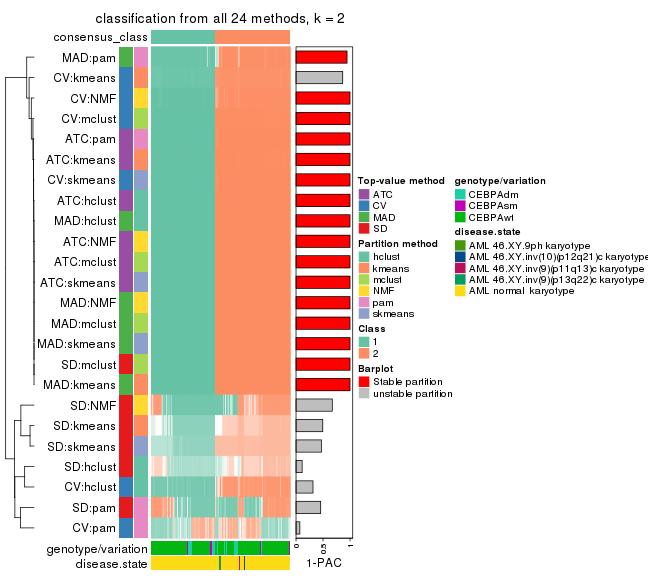 classification from all 24 methods, k = 2
consensus_class
MAD:pam
CV:kmeans
CV:NMF
CV:mclust
ATC:pam
ATC:kmeans
CV:skmeans
ATC:hclust
MAD:hclust
ATC:NMF
ATC:mclust
ATC:skmeans
MAD:NMF
MAD:mclust
MAD:skmeans
SD:mclust
MAD:kmeans
SD:NMF
SD:kmeans
SD:skmeans
SD:hclust
CV:hclust
SD:pam
CV:pam
genotype/variation
disease.state
0
0.5
1
1-PAC
Top-value method
ATC
CV
MAD
SD
Partition method
hclust
kmeans
mclust
NMF
pam
skmeans
Class
1
2
Barplot
Stable partition
unstable partition
genotype/variation
CEBPAdm
CEBPAsm
CEBPAwt
disease.state
AML 46.XY.9ph karyotype
AML 46.XY.inv(10)(p12q21)c karyotype
AML 46.XY.inv(9)(p11q13)c karyotype
AML 46.XY.inv(9)(p13q22)c karyotype
AML normal karyotype